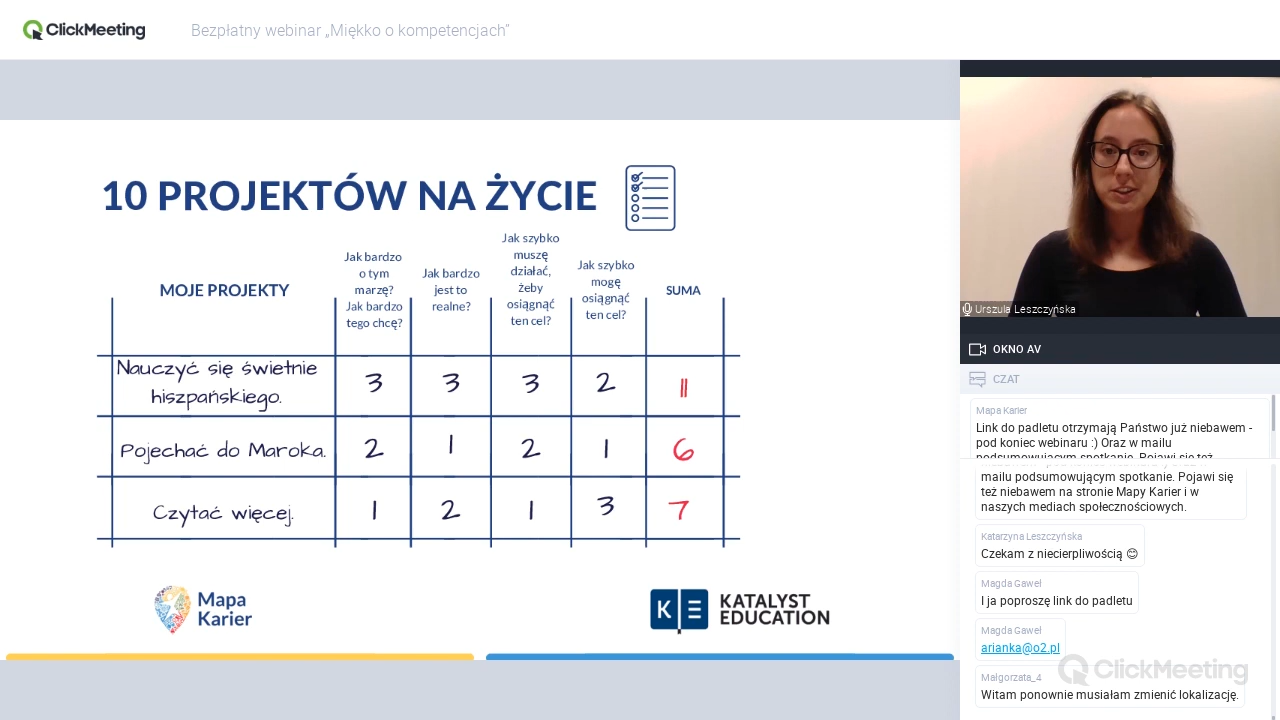 ClickMeeting
Bezpłatny webinar „Miękko o kompetencjach”
10 PROJEKTÓW NA ŻYCIE
MOJE PROJEKTY
Jak bardzo
o tym
marzę?
Jak bardzo
tego chcę?
Jak bardzo
jest to
realne?
Jak szybko
muszę
działać,
żeby
osiągnąć
ten cel?
Jak szybko
mogę
osiągnąć
ten cel?
SUMA
Nauczyć się świetnie
hiszpańskiego.
3 3 3 2 11
Pojechać do Maroka. 2 1 2 1 6
Czytać więcej. 1 2 1 3 7
Mapa
Karier
K E
KATALYST
EDUCATION
Urszula Leszczyńska
OKNO AV
CZAT
Mapa Karier
Link do padletu otrzymają Państwo już niebawem -
pod koniec webinaru :) Oraz w mailu
podsumowującym spotkanie. Pojawi się też
mailu podsumowującym spotkanie. Pojawi się
też niebawem na stronie Mapy Karier i w
naszych mediach społecznościowych.
Katarzyna Leszczyńska
Czekam z niecierpliwością 😊
Magda Gaweł
I ja poproszę link do padletu
Magda Gaweł
arianka@o2.pl
ClickMeeting
Małgorzata_4
Witam ponownie musiałam zmienić lokalizację.